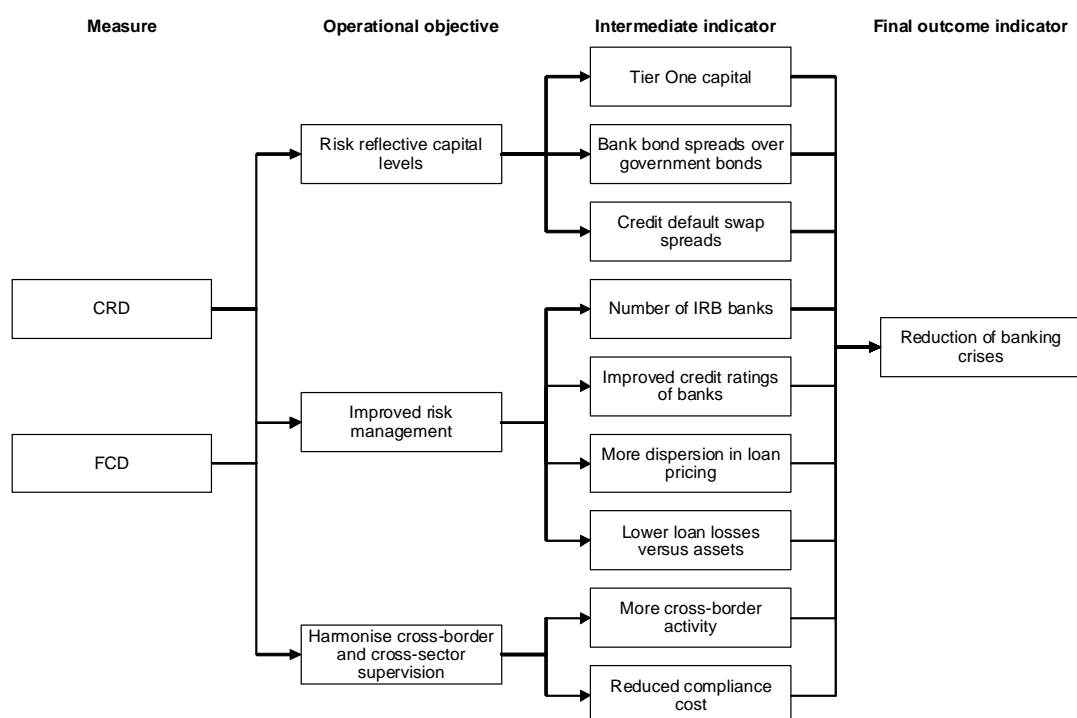 Measure
Operational objective
Intermediate indicator
Final outcome indicator
Tier One capital
Risk reflective capital
levels
Bank bond spreads over
government bonds
Credit default swap
spreads
CRD
Number of IRB banks
Reduction of banking
crises
Improved credit ratings
of banks
Improved risk
management
FCD
More dispersion in loan
pricing
Lower loan losses
versus assets
More cross-border
activity
Harmonise cross-border
and cross-sector
supervision
Reduced compliance
cost